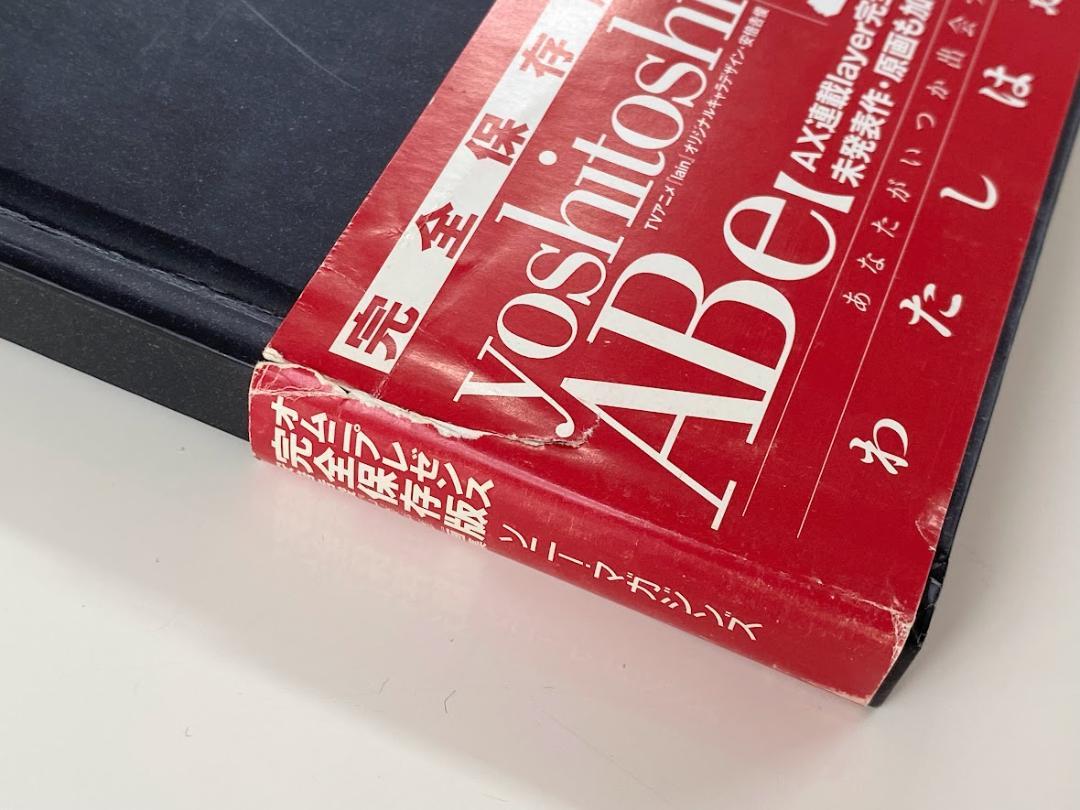 完全保存
yoshitoshi
ABe
TVアニメ「lain」オリジナルキャラデザイン・安倍吉俊
AX連載layer完
未発表作・原画も加
あなたがいつか出会
わたしは
オムニプレゼンス
完全保存版
ソニー・マガジンズ